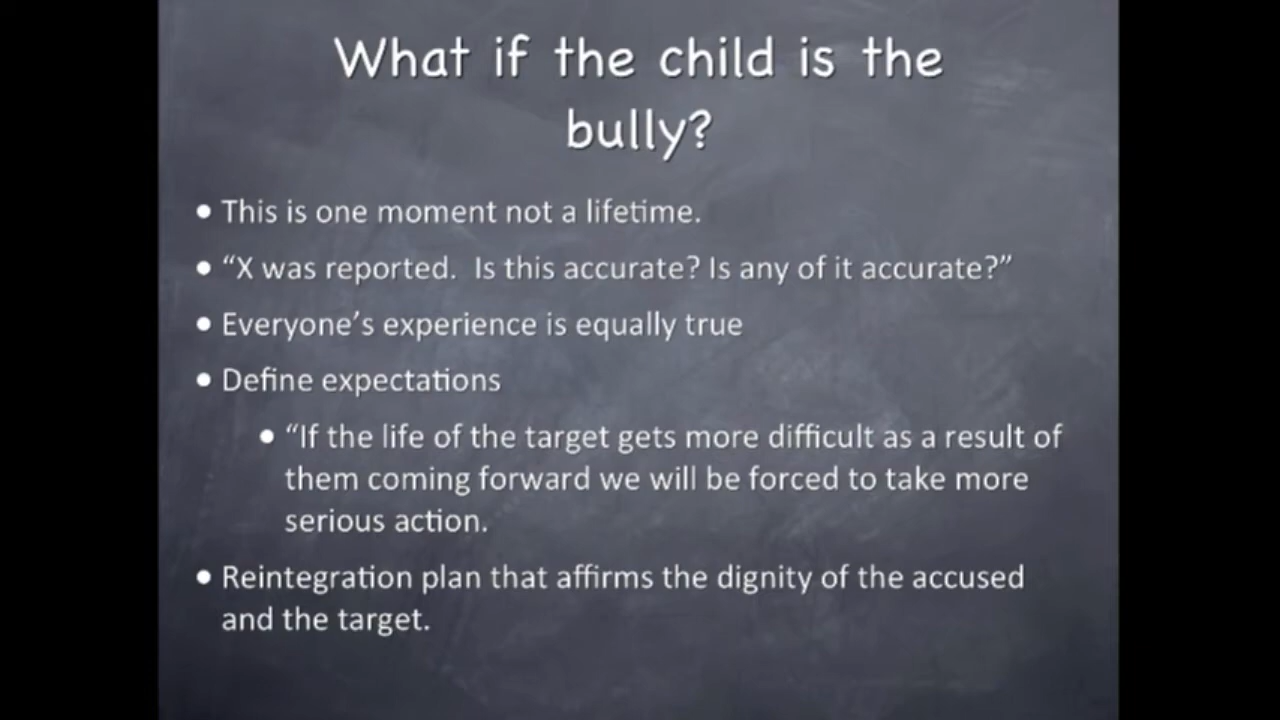 What if the child is the
bully?
• This is one moment not a lifetime.
• “X was reported.  Is this accurate? Is any of it accurate?”
• Everyone’s experience is equally true
• Define expectations
• “If the life of the target gets more difficult as a result of
them coming forward we will be forced to take more
serious action.
• Reintegration plan that affirms the dignity of the accused
and the target.